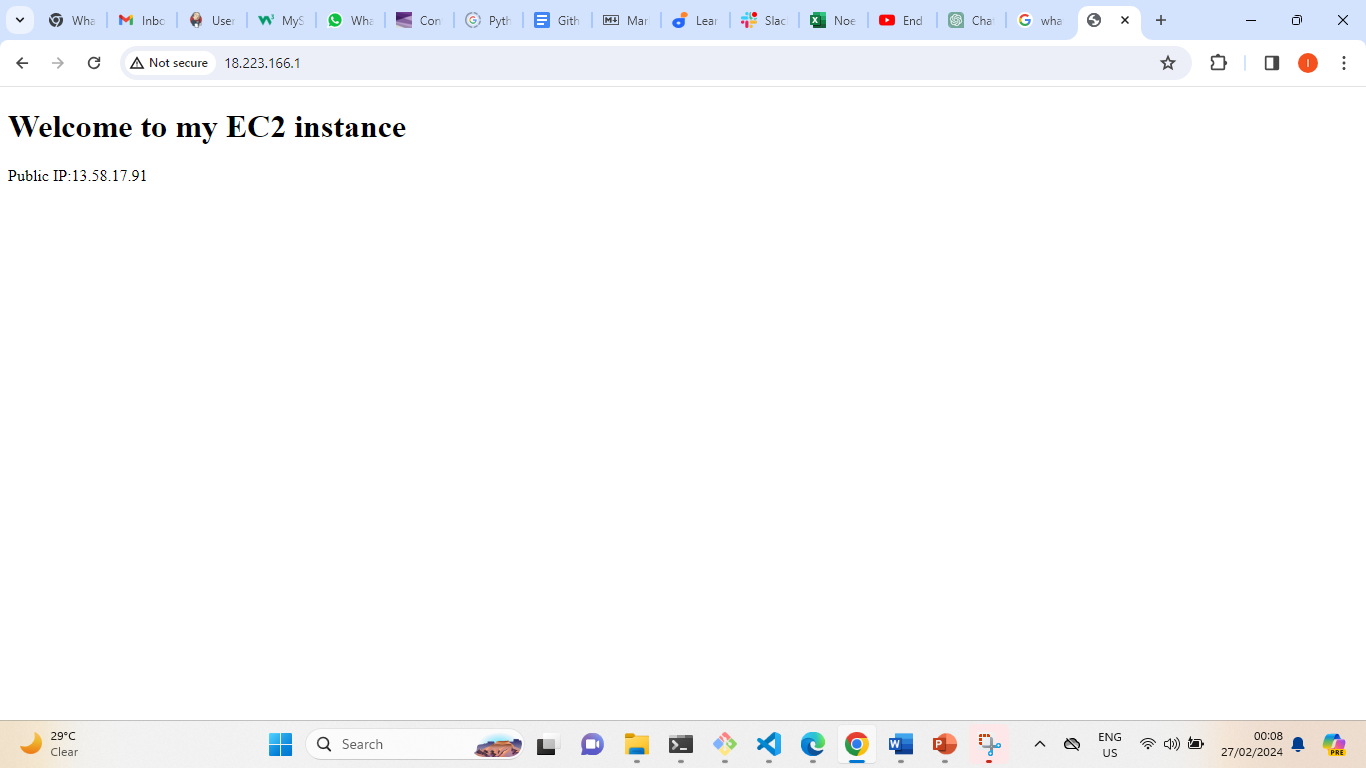 Wha
Inbo
User
MyS
Wha
Con
Pyth
Gith
Mar
Lear
Slac
Noe
End
Cha
wha
Not secure
18.223.166.1
I
Welcome to my EC2 instance
Public IP:13.58.17.91
29°C
Clear
Search
ENG
US
00:08
27/02/2024
PRE